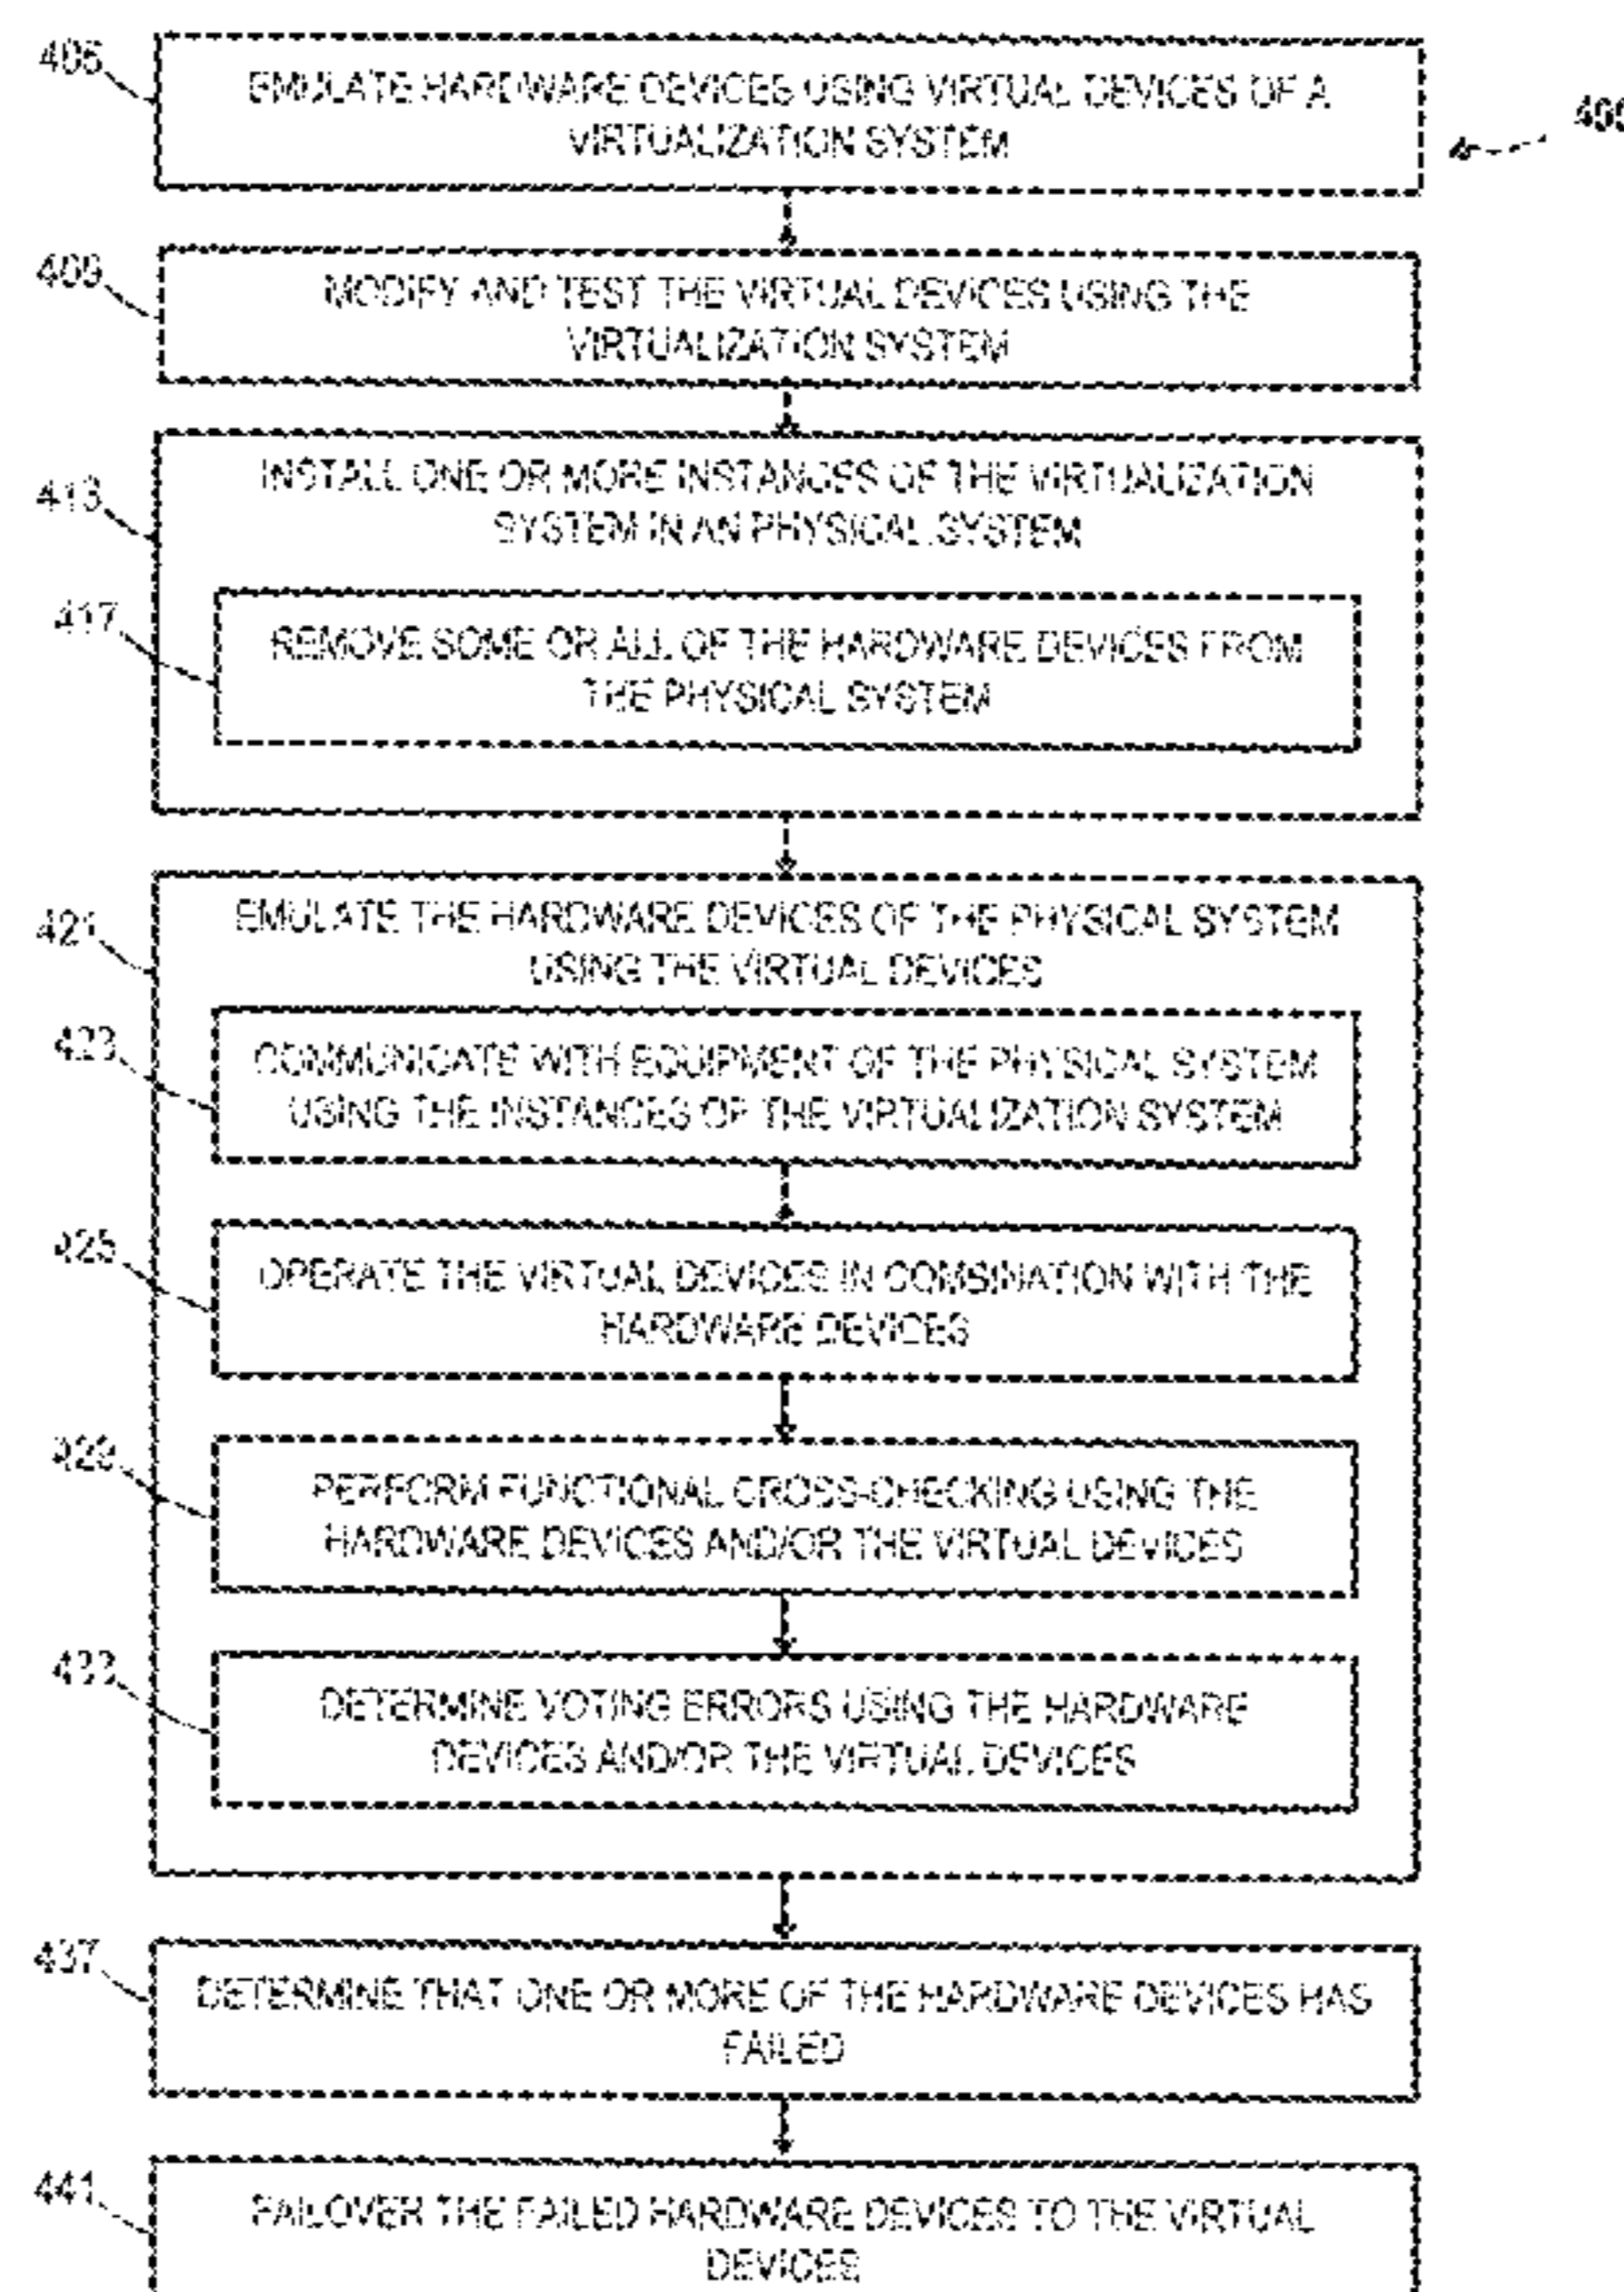 405
EMULATE HARDWARE DEVICES USING VIRTUAL DEVICES OF A
VIRTUALIZATION SYSTEM
400
409
MODIFY AND TEST THE VIRTUAL DEVICES USING THE
VIRTUALIZATION SYSTEM
413
INSTALL ONE OR MORE INSTANCES OF THE VIRTUALIZATION
SYSTEM IN AN PHYSICAL SYSTEM
417
REMOVE SOME OR ALL OF THE HARDWARE DEVICES FROM
THE PHYSICAL SYSTEM
421
EMULATE THE HARDWARE DEVICES OF THE PHYSICAL SYSTEM
USING THE VIRTUAL DEVICES
423
COMMUNICATE WITH EQUIPMENT OF THE PHYSICAL SYSTEM
USING THE INSTANCES OF THE VIRTUALIZATION SYSTEM
425
OPERATE THE VIRTUAL DEVICES IN COMBINATION WITH THE
HARDWARE DEVICES
429
PERFORM FUNCTIONAL CROSS-CHECKING USING THE
HARDWARE DEVICES AND/OR THE VIRTUAL DEVICES
433
DETERMINE VOTING ERRORS USING THE HARDWARE
DEVICES AND/OR THE VIRTUAL DEVICES
437
DETERMINE THAT ONE OR MORE OF THE HARDWARE DEVICES HAS
FAILED
441
FAILOVER THE FAILED HARDWARE DEVICES TO THE VIRTUAL
DEVICES